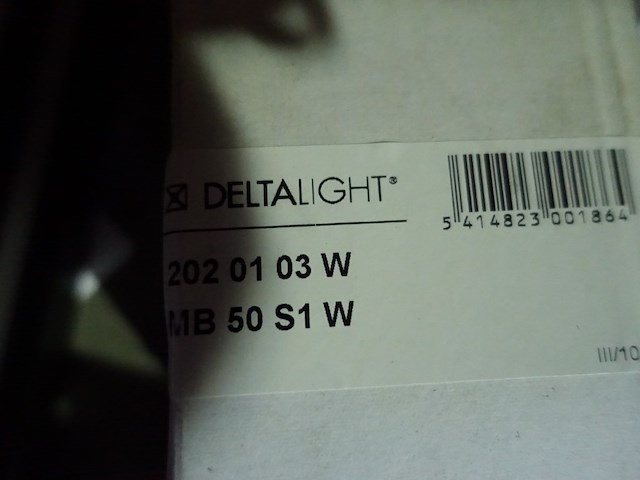 DELTALIGHT®
5 414823 001864
202 01 03 W
MB 50 S1 W
III/10